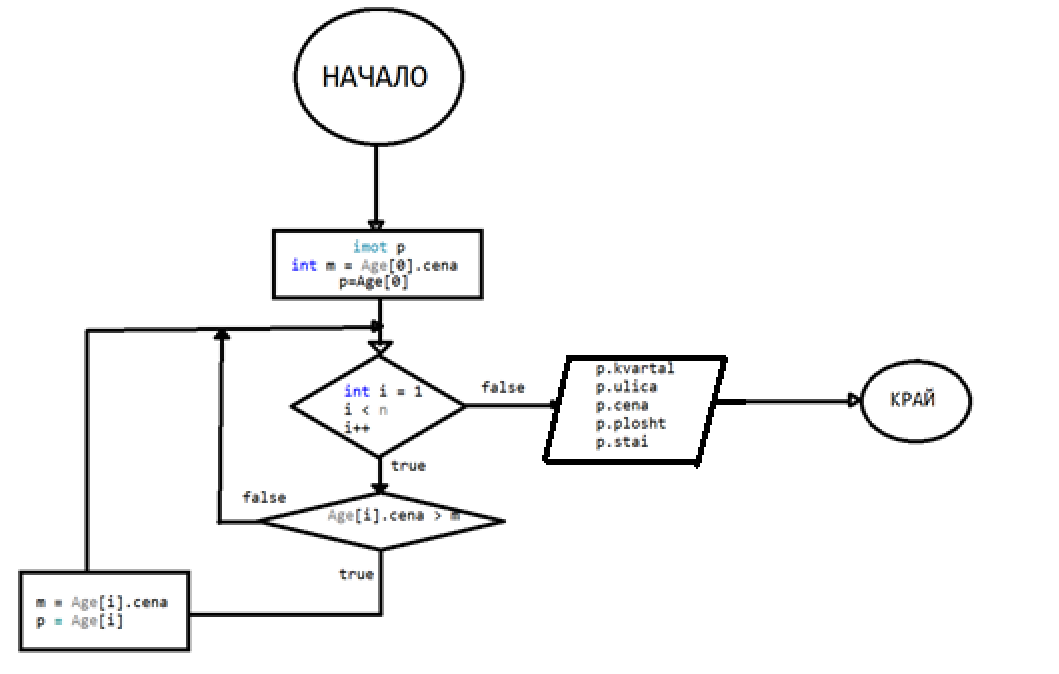 НАЧАЛО
imot p
int m = Age[0].cena
p=Age[0]
int i = 1
i < n
i++
false
p.kvartal
p.ulica
p.cena
p.plosht
p.stai
КРАЙ
true
Age[i].cena > m
false
true
m = Age[i].cena
p = Age[i]